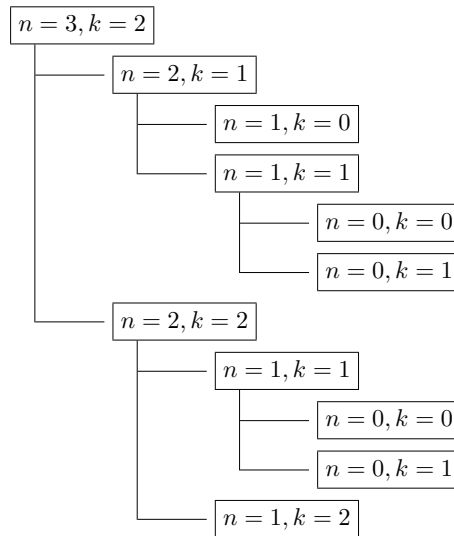 n = 3, k = 2
n = 2, k = 1
n = 1, k = 0
n = 1, k = 1
n = 0, k = 0
n = 0, k = 1
n = 2, k = 2
n = 1, k = 1
n = 0, k = 0
n = 0, k = 1
n = 1, k = 2